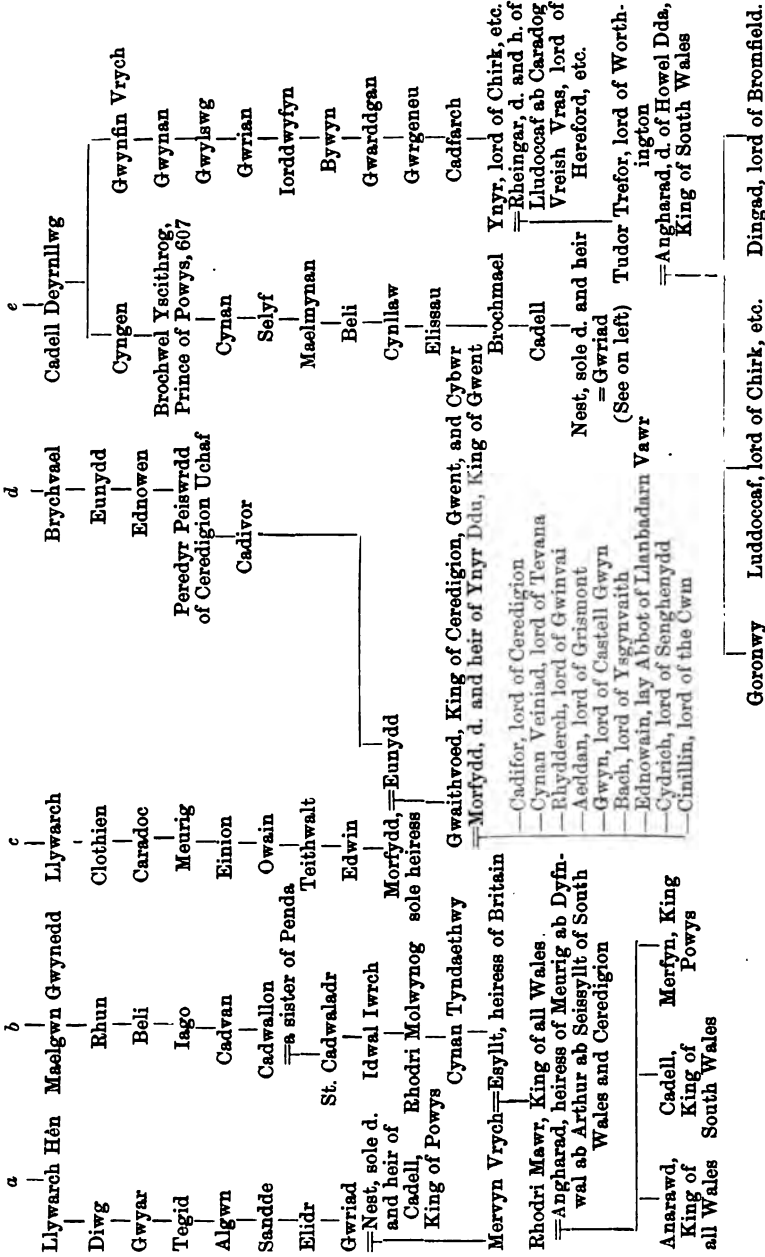 a
Llywarch Hên
Diwg
Gwyar
Tegid
Algwn
Sandde
Elidr
Gwriad
=Nest, sole d.
and heir of
Cadell,
King of Powys
Mervyn Vrych=Esyllt, heiress of Britain
Rhodri Mawr, King of all Wales
=Angharad, heiress of Meurig ab Dyfn-
wal ab Arthur ab Seissyllt of South
Wales and Ceredigion
Anarawd,
King of
all Wales
Cadell,
King of
South Wales
Merfyn, King
Powys
b
Maelgwn Gwynedd
Rhun
Beli
Iago
Cadvan
Cadwallon
=a sister of Penda
St. Cadwaladr
Idwal Iwrch
Rhodri Molwynog
Cynan Tyndaethwy
c
Llywarch
Clothien
Caradoc
Meurig
Einion
Owain
Teithwalt
Edwin
Morfydd,=Eunydd
sole heiress
d
Brychvael
Eunydd
Ednowen
Peredyr Peiswrdd
of Ceredigion Uchaf
Cadivor
Gwaithvoed, King of Ceredigion, Gwent, and Cybwr
=Morfydd, d. and heir of Ynyr Ddu, King of Gwent
—Cadifor, lord of Ceredigion
—Cynan Veiniad, lord of Tevana
—Rhydderch, lord of Gwinvai
—Aeddan, lord of Grismont
—Gwyn, lord of Castell Gwyn
—Bach, lord of Ysgynvaith
—Ednowain, lay Abbot of Llanbadarn Vawr
—Cydrich, lord of Senghenydd
—Cinillin, lord of the Cwm
e
Cadell Deyrnllwg
Cyngen
Brochwel Yscithrog,
Prince of Powys, 607
Cynan
Selyf
Maelmynan
Beli
Cynllaw
Elissau
Brochmael
Cadell
Nest, sole d. and heir
=Gwriad
(See on left)
Gwynfin Vrych
Gwynan
Gwylswg
Gwrian
Iorddwyfyn
Bywyn
Gwarddgan
Gwrgeneu
Cadfarch
Ynyr, lord of Chirk, etc.
=Rheingar, d. and h. of
Lludoccaf ab Caradog
Vreish Vras, lord of
Hereford, etc.
Tudor Trefor, lord of Worth-
ington
=Angharad, d. of Howel Dda,
King of South Wales
Goronwy
Luddoccaf, lord of Chirk, etc.
Dingad, lord of Bromfield.